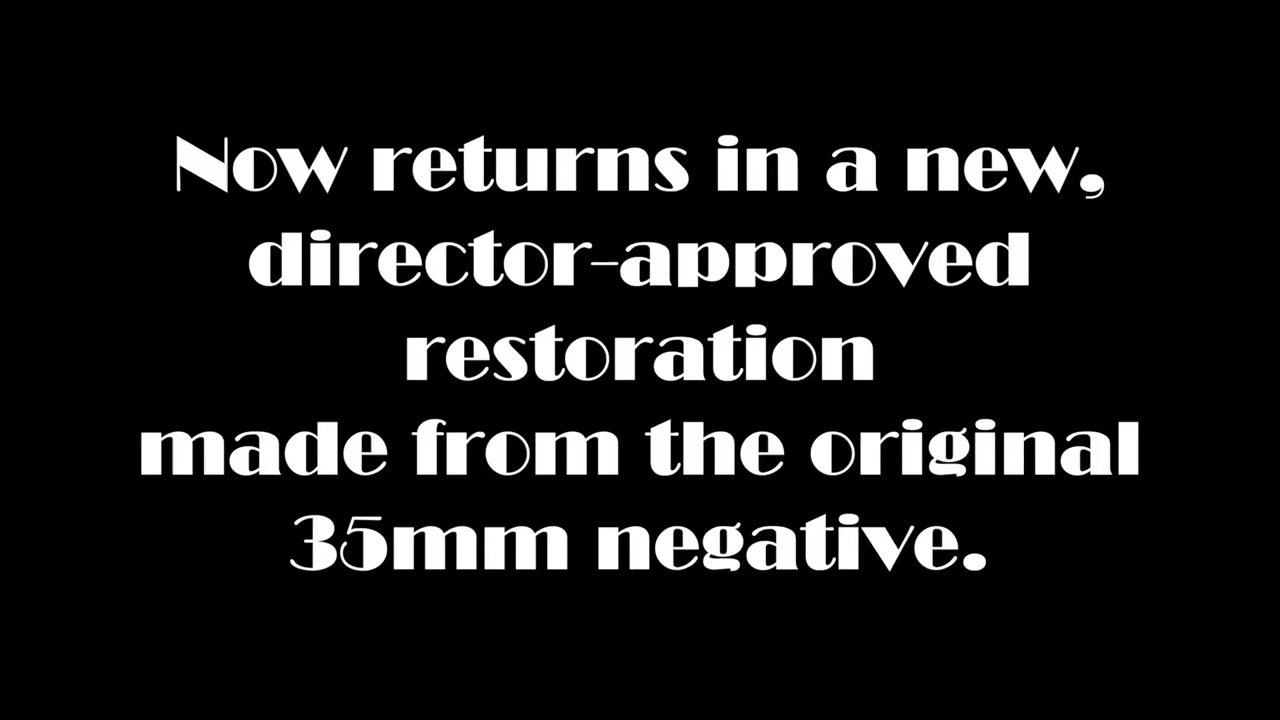 Now returns in a new,
director-approved
restoration
made from the original
35mm negative.